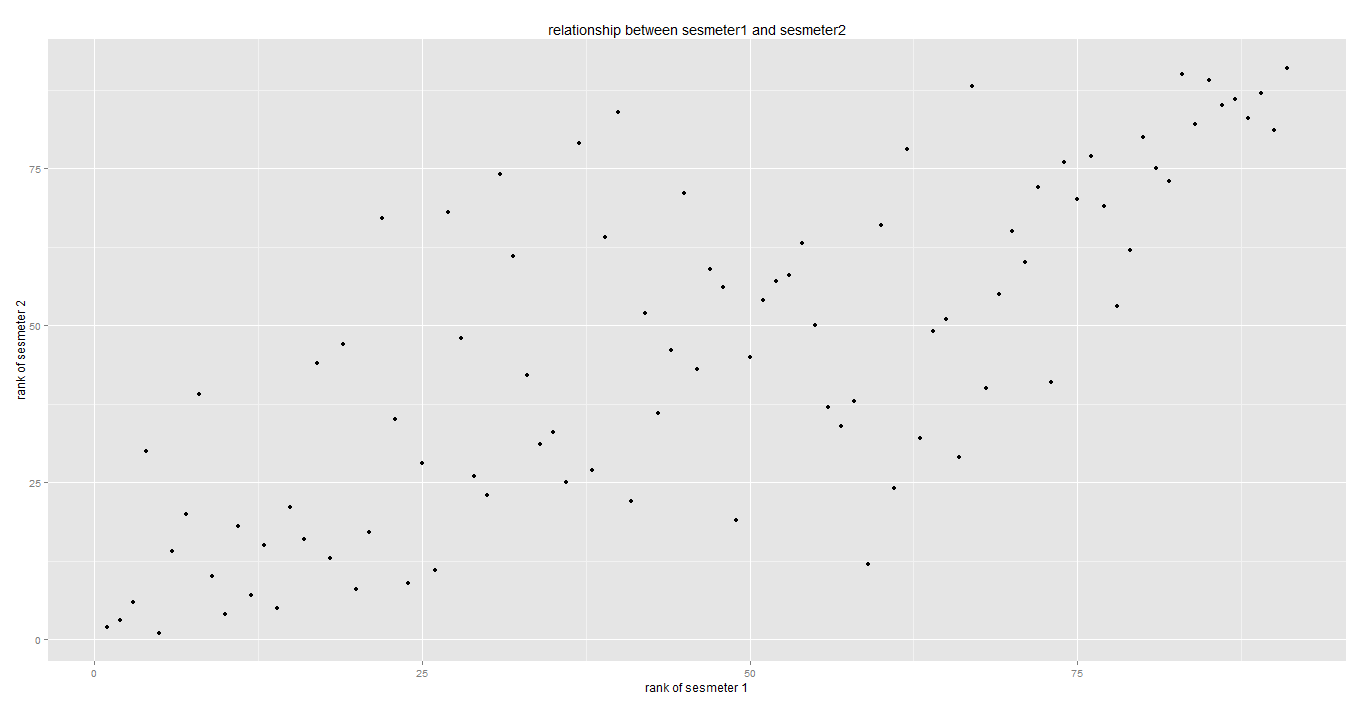 relationship between sesmeter1 and sesmeter2
rank of sesmeter 2
75
50
25
0
0
25
50
75
rank of sesmeter 1